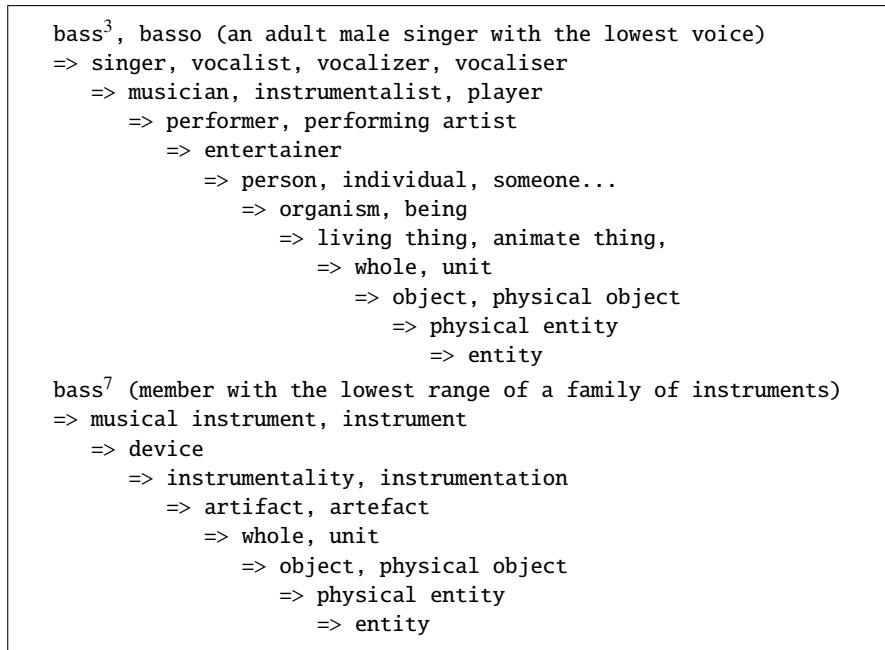 bass³, basso (an adult male singer with the lowest voice)
=> singer, vocalist, vocalizer, vocaliser
=> musician, instrumentalist, player
=> performer, performing artist
=> entertainer
=> person, individual, someone...
=> organism, being
=> living thing, animate thing,
=> whole, unit
=> object, physical object
=> physical entity
=> entity
bass⁷ (member with the lowest range of a family of instruments)
=> musical instrument, instrument
=> device
=> instrumentality, instrumentation
=> artifact, artefact
=> whole, unit
=> object, physical object
=> physical entity
=> entity